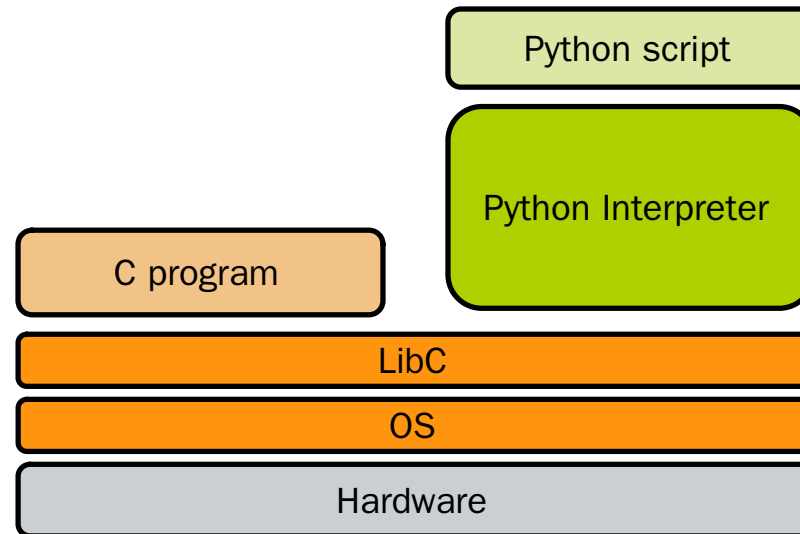 Python script
Python Interpreter
C program
LibC
OS
Hardware